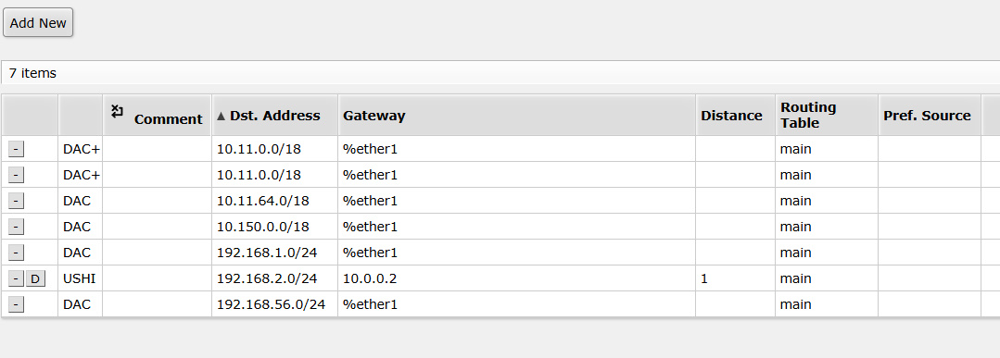 Add New
7 items
Comment Dst. Address Gateway Distance Routing Table Pref. Source
- DAC+ 10.11.0.0/18 %ether1 main
- DAC+ 10.11.0.0/18 %ether1 main
- DAC 10.11.64.0/18 %ether1 main
- DAC 10.150.0.0/18 %ether1 main
- DAC 192.168.1.0/24 %ether1 main
- D USHI 192.168.2.0/24 10.0.0.2 1 main
- DAC 192.168.56.0/24 %ether1 main